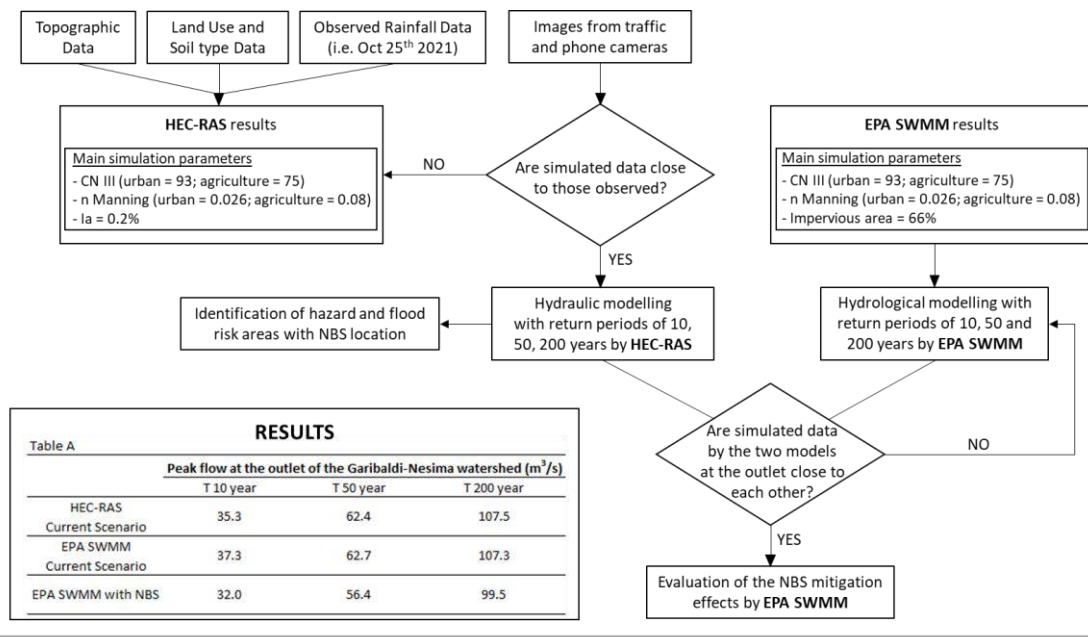 Topographic
Data
Land Use and
Soil type Data
Observed Rainfall Data
(i.e. Oct 25th 2021)
Images from traffic
and phone cameras
HEC-RAS results
Main simulation parameters
- CN III (urban = 93; agriculture = 75)
- n Manning (urban = 0.026; agriculture = 0.08)
- Ia = 0.2%
NO
Are simulated data close
to those observed?
YES
EPA SWMM results
Main simulation parameters
- CN III (urban = 93; agriculture = 75)
- n Manning (urban = 0.026; agriculture = 0.08)
- Impervious area = 66%
Identification of hazard and flood
risk areas with NBS location
Hydraulic modelling
with return periods of 10,
50, 200 years by HEC-RAS
Hydrological modelling with
return periods of 10, 50 and
200 years by EPA SWMM
Are simulated data
by the two models
at the outlet close to
each other?
NO
YES
Evaluation of the NBS mitigation
effects by EPA SWMM
RESULTS
Table A
Peak flow at the outlet of the Garibaldi-Nesima watershed (m³/s)
T 10 year T 50 year T 200 year
HEC-RAS
Current Scenario 35.3 62.4 107.5
EPA SWMM
Current Scenario 37.3 62.7 107.3
EPA SWMM with NBS 32.0 56.4 99.5